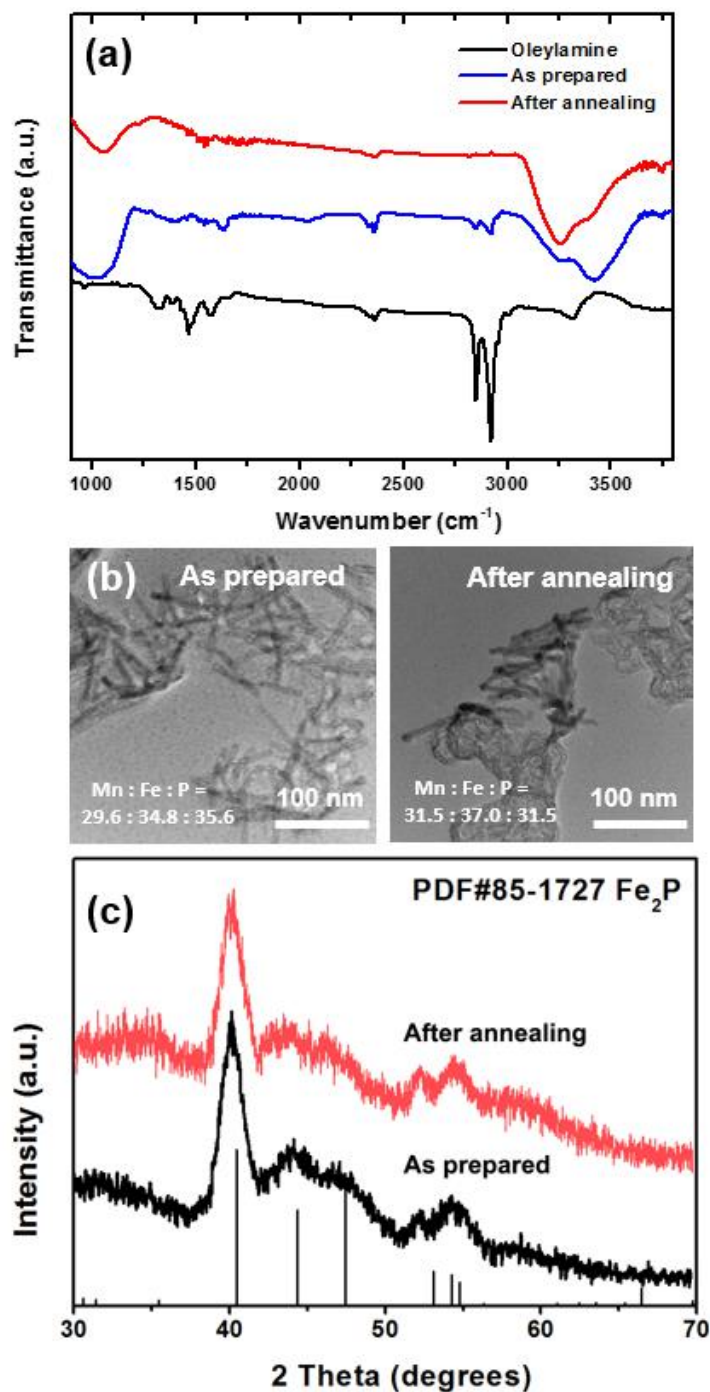 (a)
Oleylamine
As prepared
After annealing
Transmittance (a.u.)
1000 1500 2000 2500 3000 3500
Wavenumber (cm⁻¹)
(b) As prepared
Mn : Fe : P =
29.6 : 34.8 : 35.6
100 nm
After annealing
Mn : Fe : P =
31.5 : 37.0 : 31.5
100 nm
(c)
PDF#85-1727 Fe₂P
After annealing
As prepared
Intensity (a.u.)
30 40 50 60 70
2 Theta (degrees)